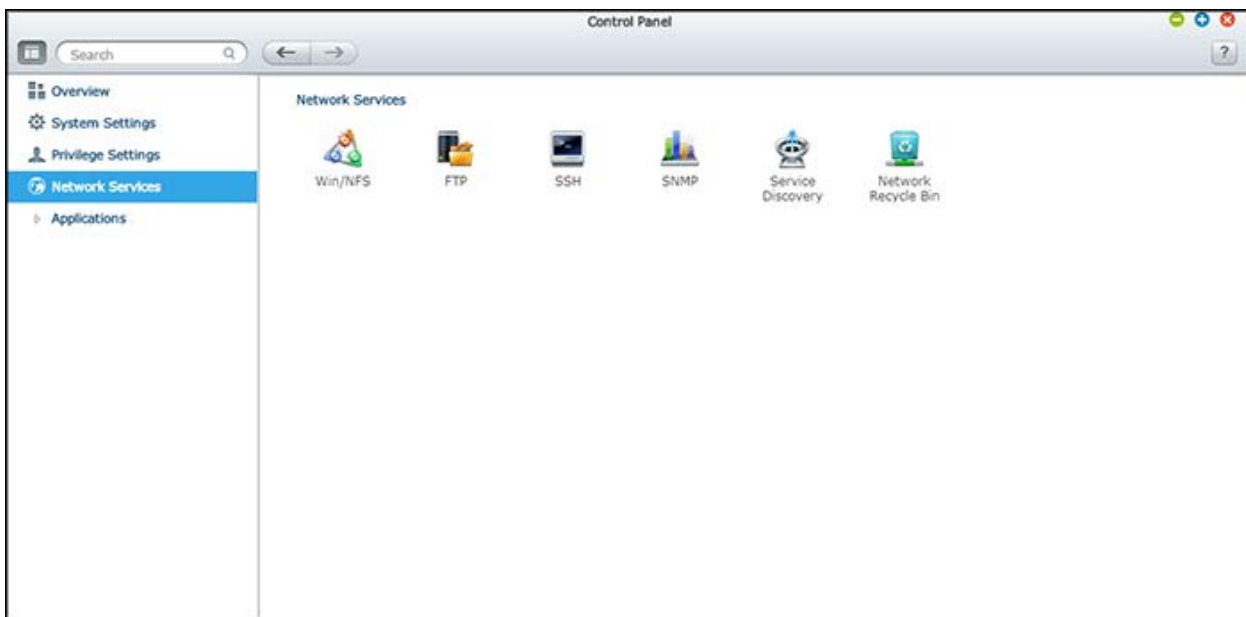 Control Panel
Search
?
Overview
System Settings
Privilege Settings
Network Services
Applications
Network Services
Win/NFS
FTP
SSH
SNMP
Service
Discovery
Network
Recycle Bin